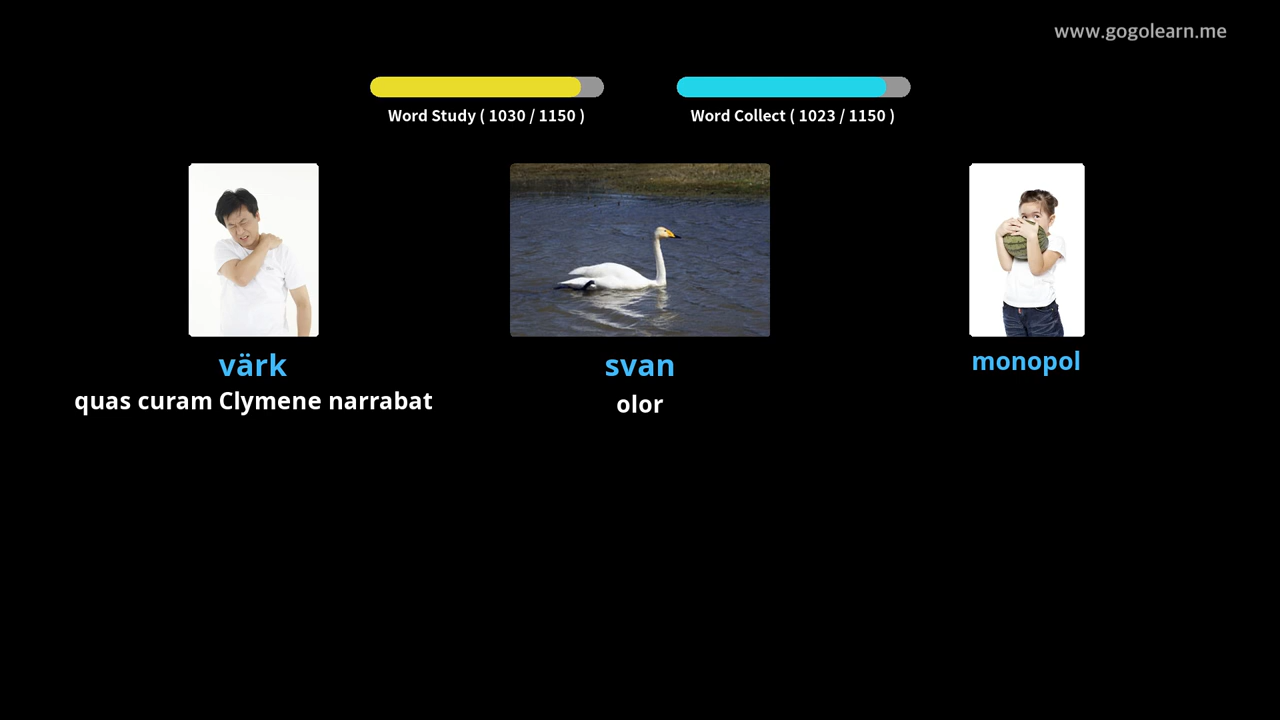 www.gogolearn.me
Word Study ( 1030 / 1150 )
Word Collect ( 1023 / 1150 )
värk
svan
monopol
quas curam Clymene narrabat
olor